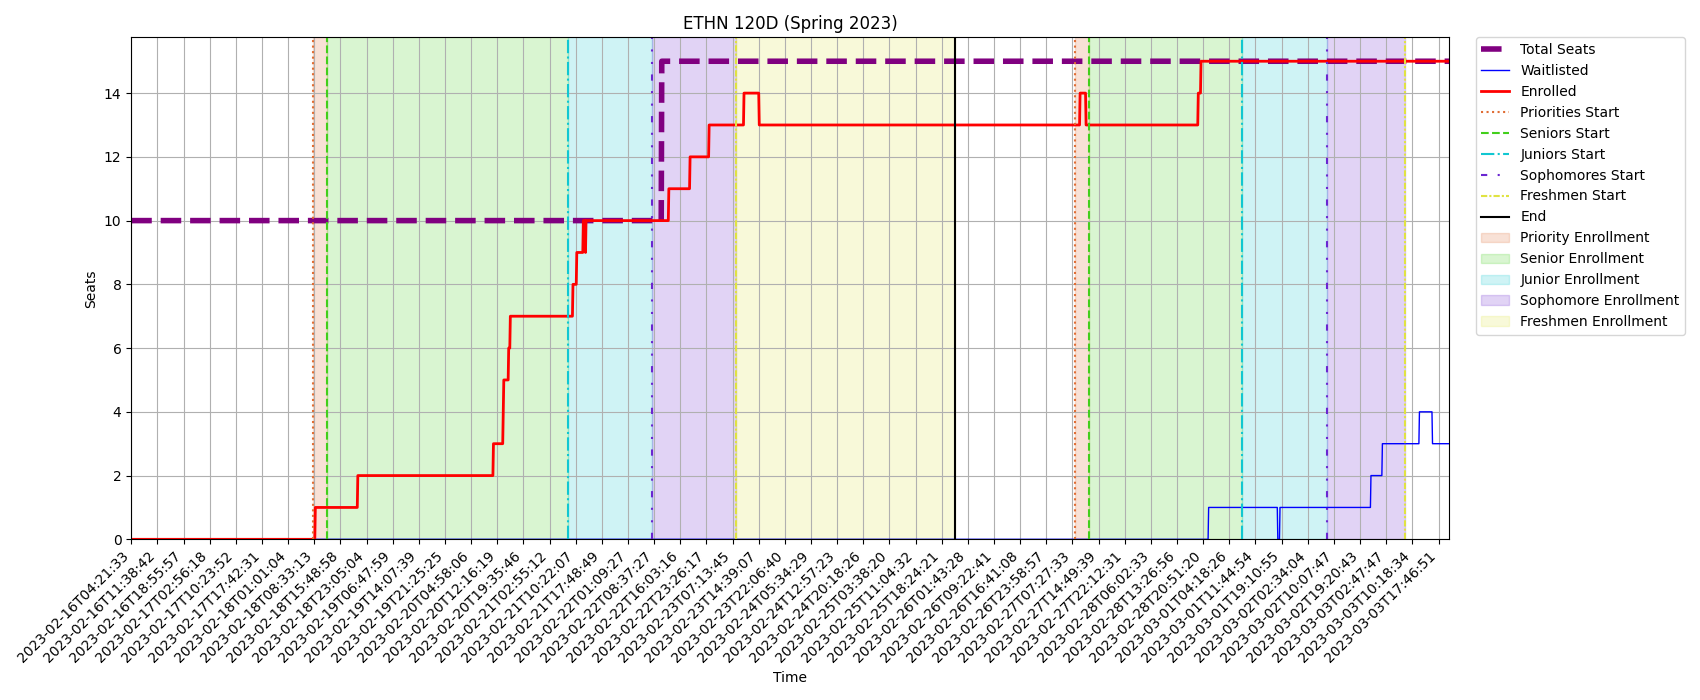 ETHN 120D (Spring 2023)
Total Seats
Waitlisted
Enrolled
Priorities Start
Seniors Start
Juniors Start
Sophomores Start
Freshmen Start
End
Priority Enrollment
Senior Enrollment
Junior Enrollment
Sophomore Enrollment
Freshmen Enrollment
Seats
14
12
10
8
6
4
2
0
2023-02-16T04:21:33
2023-02-16T11:38:42
2023-02-16T18:55:57
2023-02-17T02:56:18
2023-02-17T10:23:52
2023-02-17T17:42:31
2023-02-18T01:01:04
2023-02-18T08:33:13
2023-02-18T15:48:58
2023-02-18T23:05:04
2023-02-19T06:47:59
2023-02-19T14:07:39
2023-02-19T21:25:25
2023-02-20T04:58:06
2023-02-20T12:16:19
2023-02-20T19:35:46
2023-02-21T02:55:12
2023-02-21T10:22:07
2023-02-21T17:48:49
2023-02-22T01:09:27
2023-02-22T08:37:27
2023-02-22T16:03:16
2023-02-22T23:26:17
2023-02-23T07:13:45
2023-02-23T14:39:07
2023-02-23T22:06:40
2023-02-24T05:34:29
2023-02-24T12:57:23
2023-02-24T20:18:26
2023-02-25T03:38:20
2023-02-25T11:04:32
2023-02-25T18:24:21
2023-02-26T01:43:28
2023-02-26T09:22:41
2023-02-26T16:41:08
2023-02-26T23:58:57
2023-02-27T07:27:33
2023-02-27T14:49:39
2023-02-27T22:12:31
2023-02-28T06:02:33
2023-02-28T13:26:56
2023-02-28T20:51:20
2023-03-01T04:18:26
2023-03-01T11:44:54
2023-03-01T19:10:55
2023-03-02T02:34:04
2023-03-02T10:07:47
2023-03-02T19:20:43
2023-03-03T02:47:47
2023-03-03T10:18:34
2023-03-03T17:46:51
Time